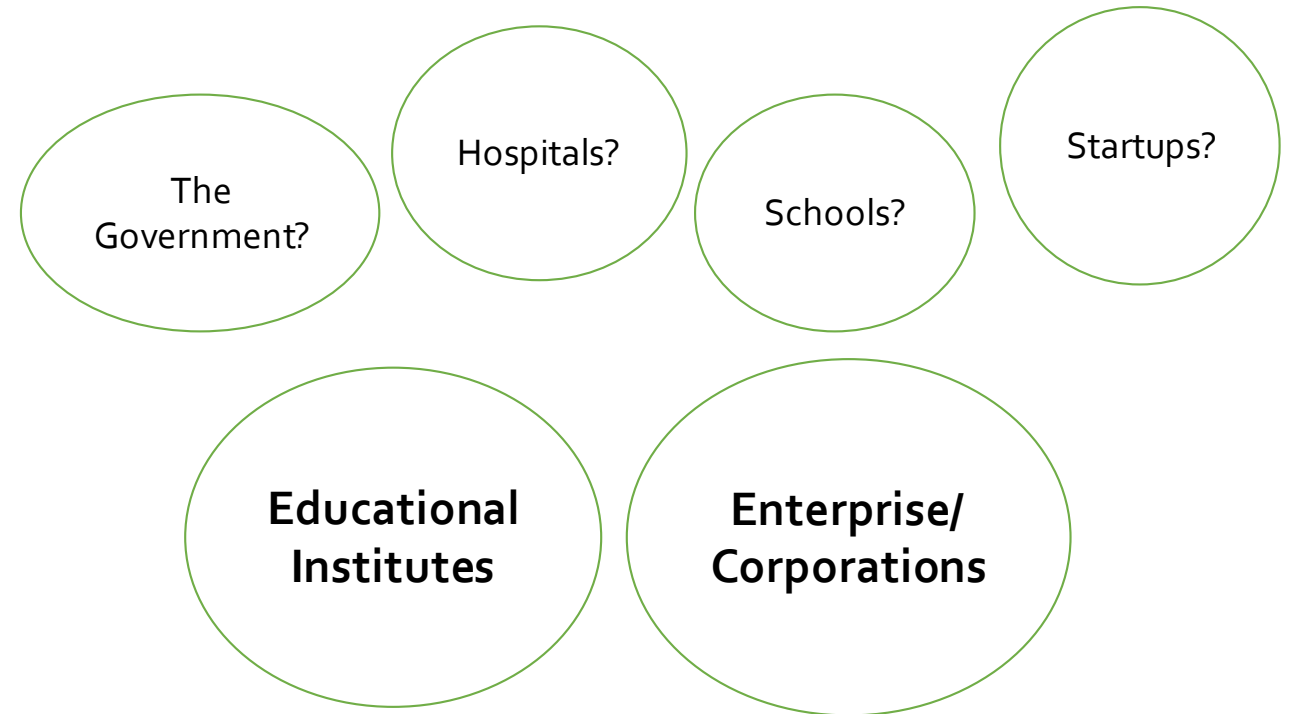 The
Government?
Hospitals?
Schools?
Startups?
Educational
Institutes
Enterprise/
Corporations